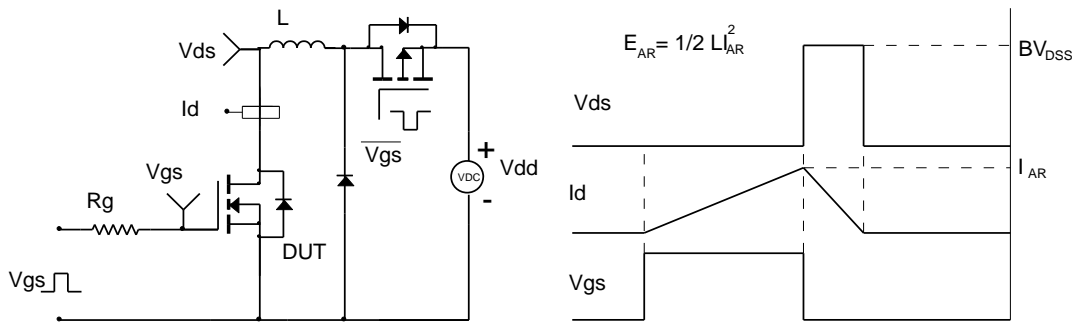 L
Vds
Id
Vgs
Rg
Vgs
DUT
Vgs
VDC
+
Vdd
-
E_AR = 1/2 LI_AR^2
BV_DSS
Vds
I_AR
Id
Vgs